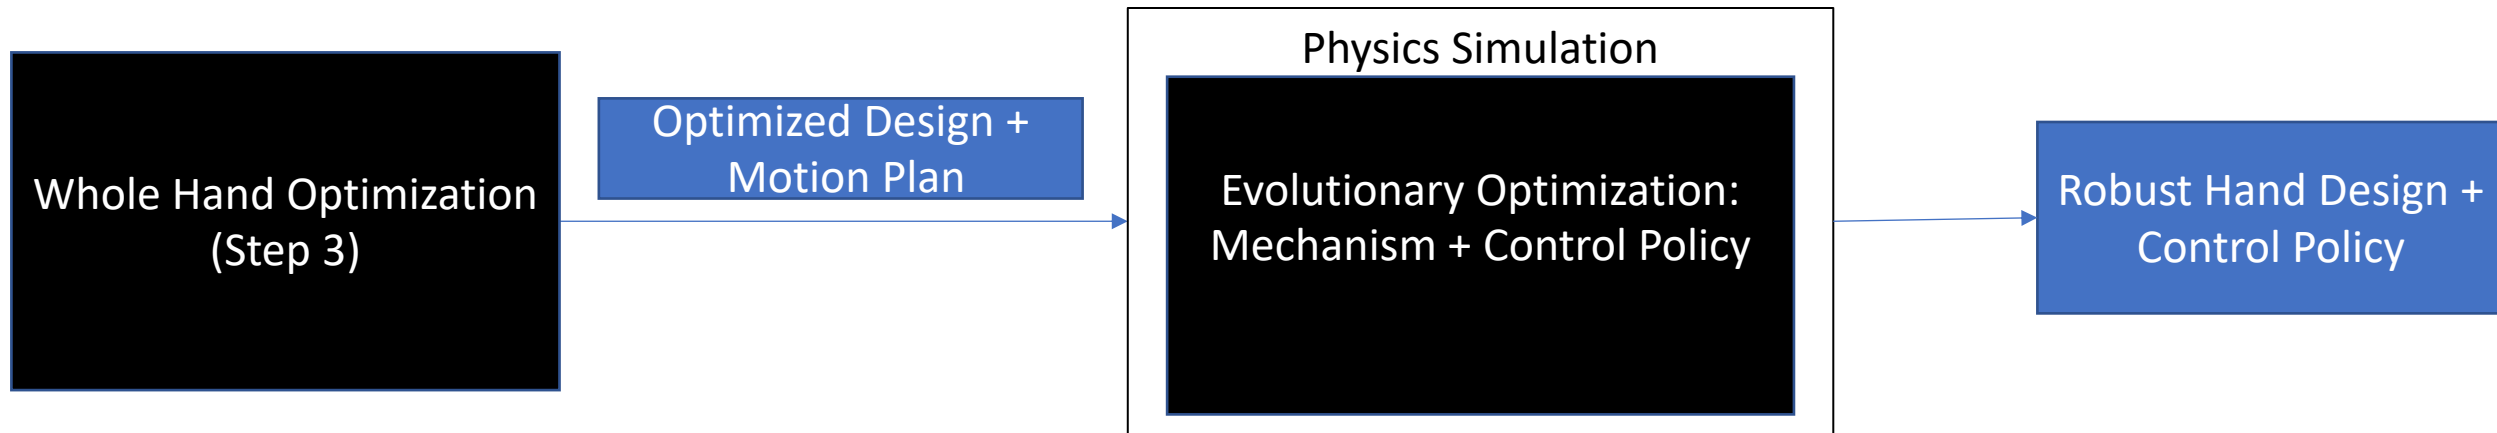 Whole Hand Optimization
(Step 3)
Optimized Design +
Motion Plan
Physics Simulation
Evolutionary Optimization:
Mechanism + Control Policy
Robust Hand Design +
Control Policy